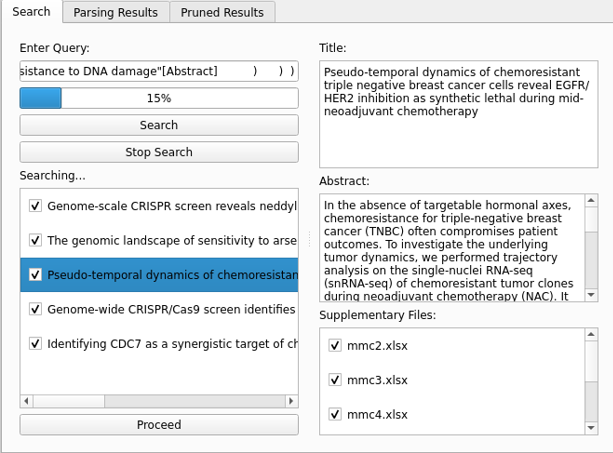 Search
Parsing Results
Pruned Results
Enter Query:
sistance to DNA damage"[Abstract] ) ) )
15%
Search
Stop Search
Searching...
Genome-scale CRISPR screen reveals neddyl
The genomic landscape of sensitivity to arse
Pseudo-temporal dynamics of chemoresistan
Genome-wide CRISPR/Cas9 screen identifies
Identifying CDC7 as a synergistic target of ch
Proceed
Title:
Pseudo-temporal dynamics of chemoresistant
triple negative breast cancer cells reveal EGFR/
HER2 inhibition as synthetic lethal during mid-
neoadjuvant chemotherapy
Abstract:
In the absence of targetable hormonal axes,
chemoresistance for triple-negative breast
cancer (TNBC) often compromises patient
outcomes. To investigate the underlying
tumor dynamics, we performed trajectory
analysis on the single-nuclei RNA-seq
(snRNA-seq) of chemoresistant tumor clones
during neoadjuvant chemotherapy (NAC). It
Supplementary Files:
mmc2.xlsx
mmc3.xlsx
mmc4.xlsx